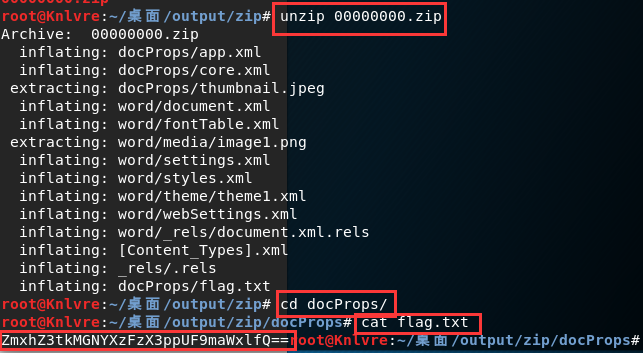 root@Knlvre:~/桌面/output/zip# unzip 00000000.zip
Archive:  00000000.zip
  inflating: docProps/app.xml
  inflating: docProps/core.xml
 extracting: docProps/thumbnail.jpeg
  inflating: word/document.xml
  inflating: word/fontTable.xml
 extracting: word/media/image1.png
  inflating: word/settings.xml
  inflating: word/styles.xml
  inflating: word/theme/theme1.xml
  inflating: word/webSettings.xml
  inflating: word/_rels/document.xml.rels
  inflating: [Content_Types].xml
  inflating: _rels/.rels
  inflating: docProps/flag.txt
root@Knlvre:~/桌面/output/zip# cd docProps/
root@Knlvre:~/桌面/output/zip/docProps# cat flag.txt
ZmxhZ3tkMGNYXzFzX3ppUF9maWxlfQ==root@Knlvre:~/桌面/output/zip/docProps#